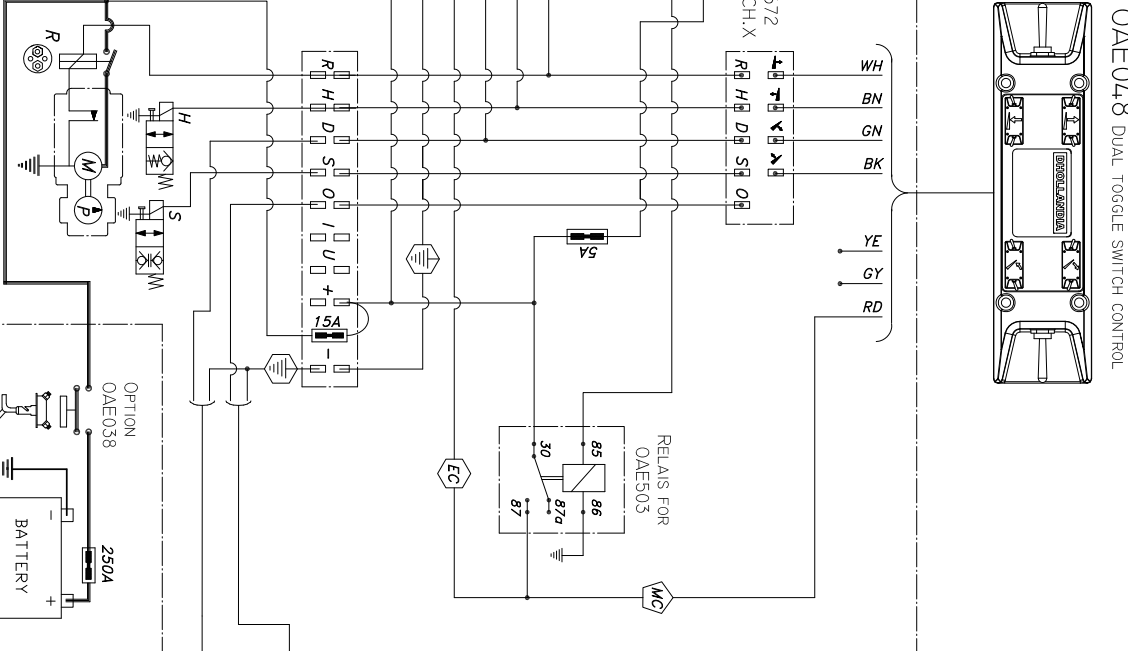 OAE048 DUAL TOGGLE SWITCH CONTROL
DHOLLANDIA
572
CH.X
R
H
D
S
O
WH
BN
GN
BK
YE
GY
RD
R
H
D
S
O
I
U
+
15A
-
R
M
P
H
S
5A
RELAIS FOR
OAE503
30
85
87
87a
86
EC
MC
OPTION
OAE038
250A
BATTERY
-
+